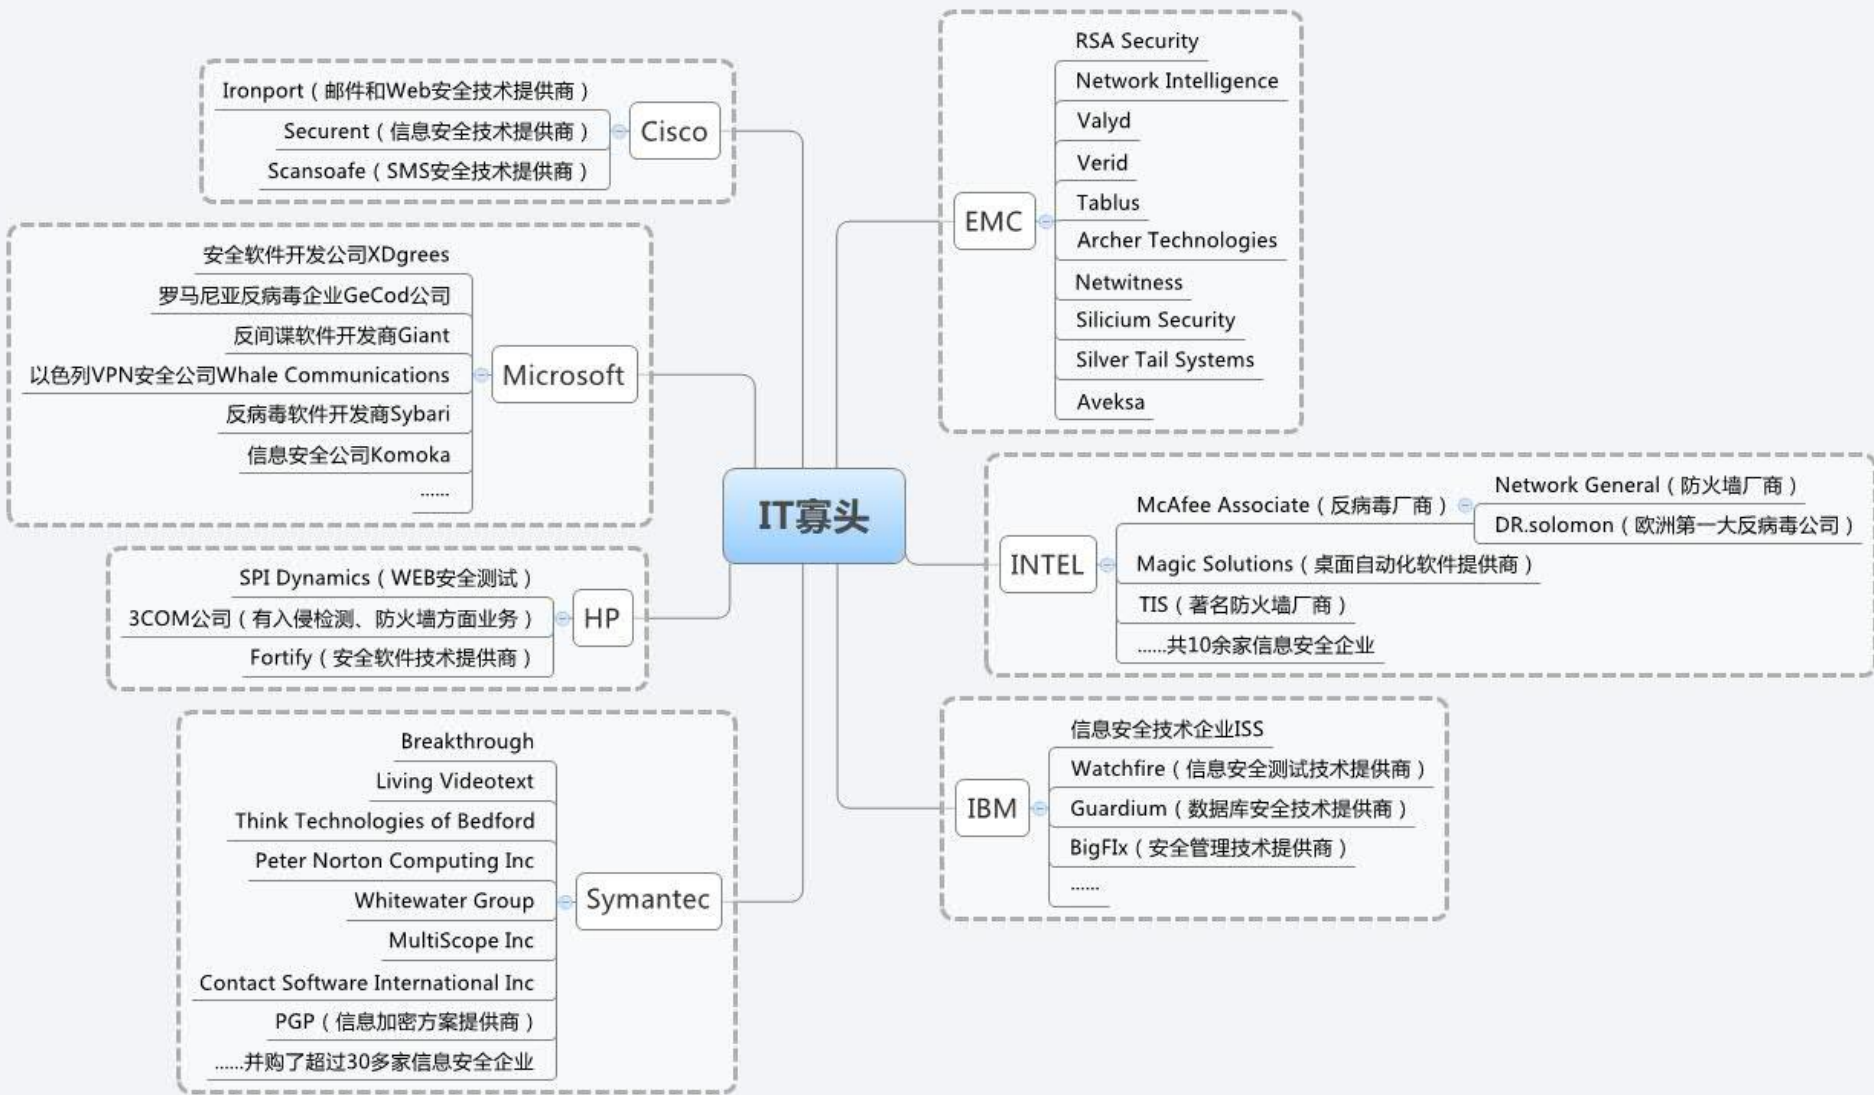 IT寡头
Cisco
Ironport（邮件和Web安全技术提供商）
Securent（信息安全技术提供商）
Scansoafe（SMS安全技术提供商）
Microsoft
安全软件开发公司XDgrees
罗马尼亚反病毒企业GeCod公司
反间谍软件开发商Giant
以色列VPN安全公司Whale Communications
反病毒软件开发商Sybari
信息安全公司Komoka
......
HP
SPI Dynamics（WEB安全测试）
3COM公司（有入侵检测、防火墙方面业务）
Fortify（安全软件技术提供商）
Symantec
Breakthrough
Living Videotext
Think Technologies of Bedford
Peter Norton Computing Inc
Whitewater Group
MultiScope Inc
Contact Software International Inc
PGP（信息加密方案提供商）
......并购了超过30多家信息安全企业
EMC
RSA Security
Network Intelligence
Valyd
Verid
Tablus
Archer Technologies
Netwitness
Silicium Security
Silver Tail Systems
Aveksa
INTEL
McAfee Associate（反病毒厂商）
Network General（防火墙厂商）
DR.solomon（欧洲第一大反病毒公司）
Magic Solutions（桌面自动化软件提供商）
TIS（著名防火墙厂商）
......共10余家信息安全企业
IBM
信息安全技术企业ISS
Watchfire（信息安全测试技术提供商）
Guardium（数据库安全技术提供商）
BigFIx（安全管理技术提供商）
......